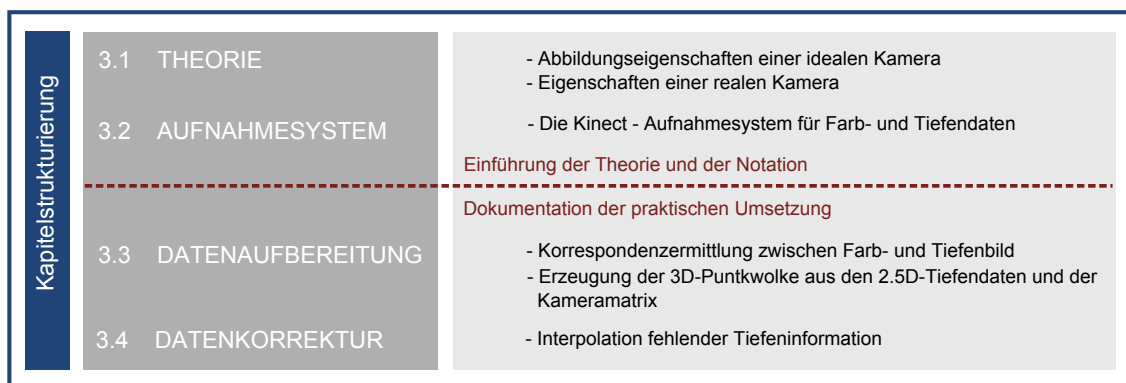 Kapitelstrukturierung
3.1 THEORIE
- Abbildungseigenschaften einer idealen Kamera
- Eigenschaften einer realen Kamera
3.2 AUFNAHMESYSTEM
- Die Kinect - Aufnahmesystem für Farb- und Tiefendaten
Einführung der Theorie und der Notation
Dokumentation der praktischen Umsetzung
3.3 DATENAUFBEREITUNG
- Korrespondenzermittlung zwischen Farb- und Tiefenbild
- Erzeugung der 3D-Puntkwolke aus den 2.5D-Tiefendaten und der
Kameramatrix
3.4 DATENKORREKTUR
- Interpolation fehlender Tiefeninformation